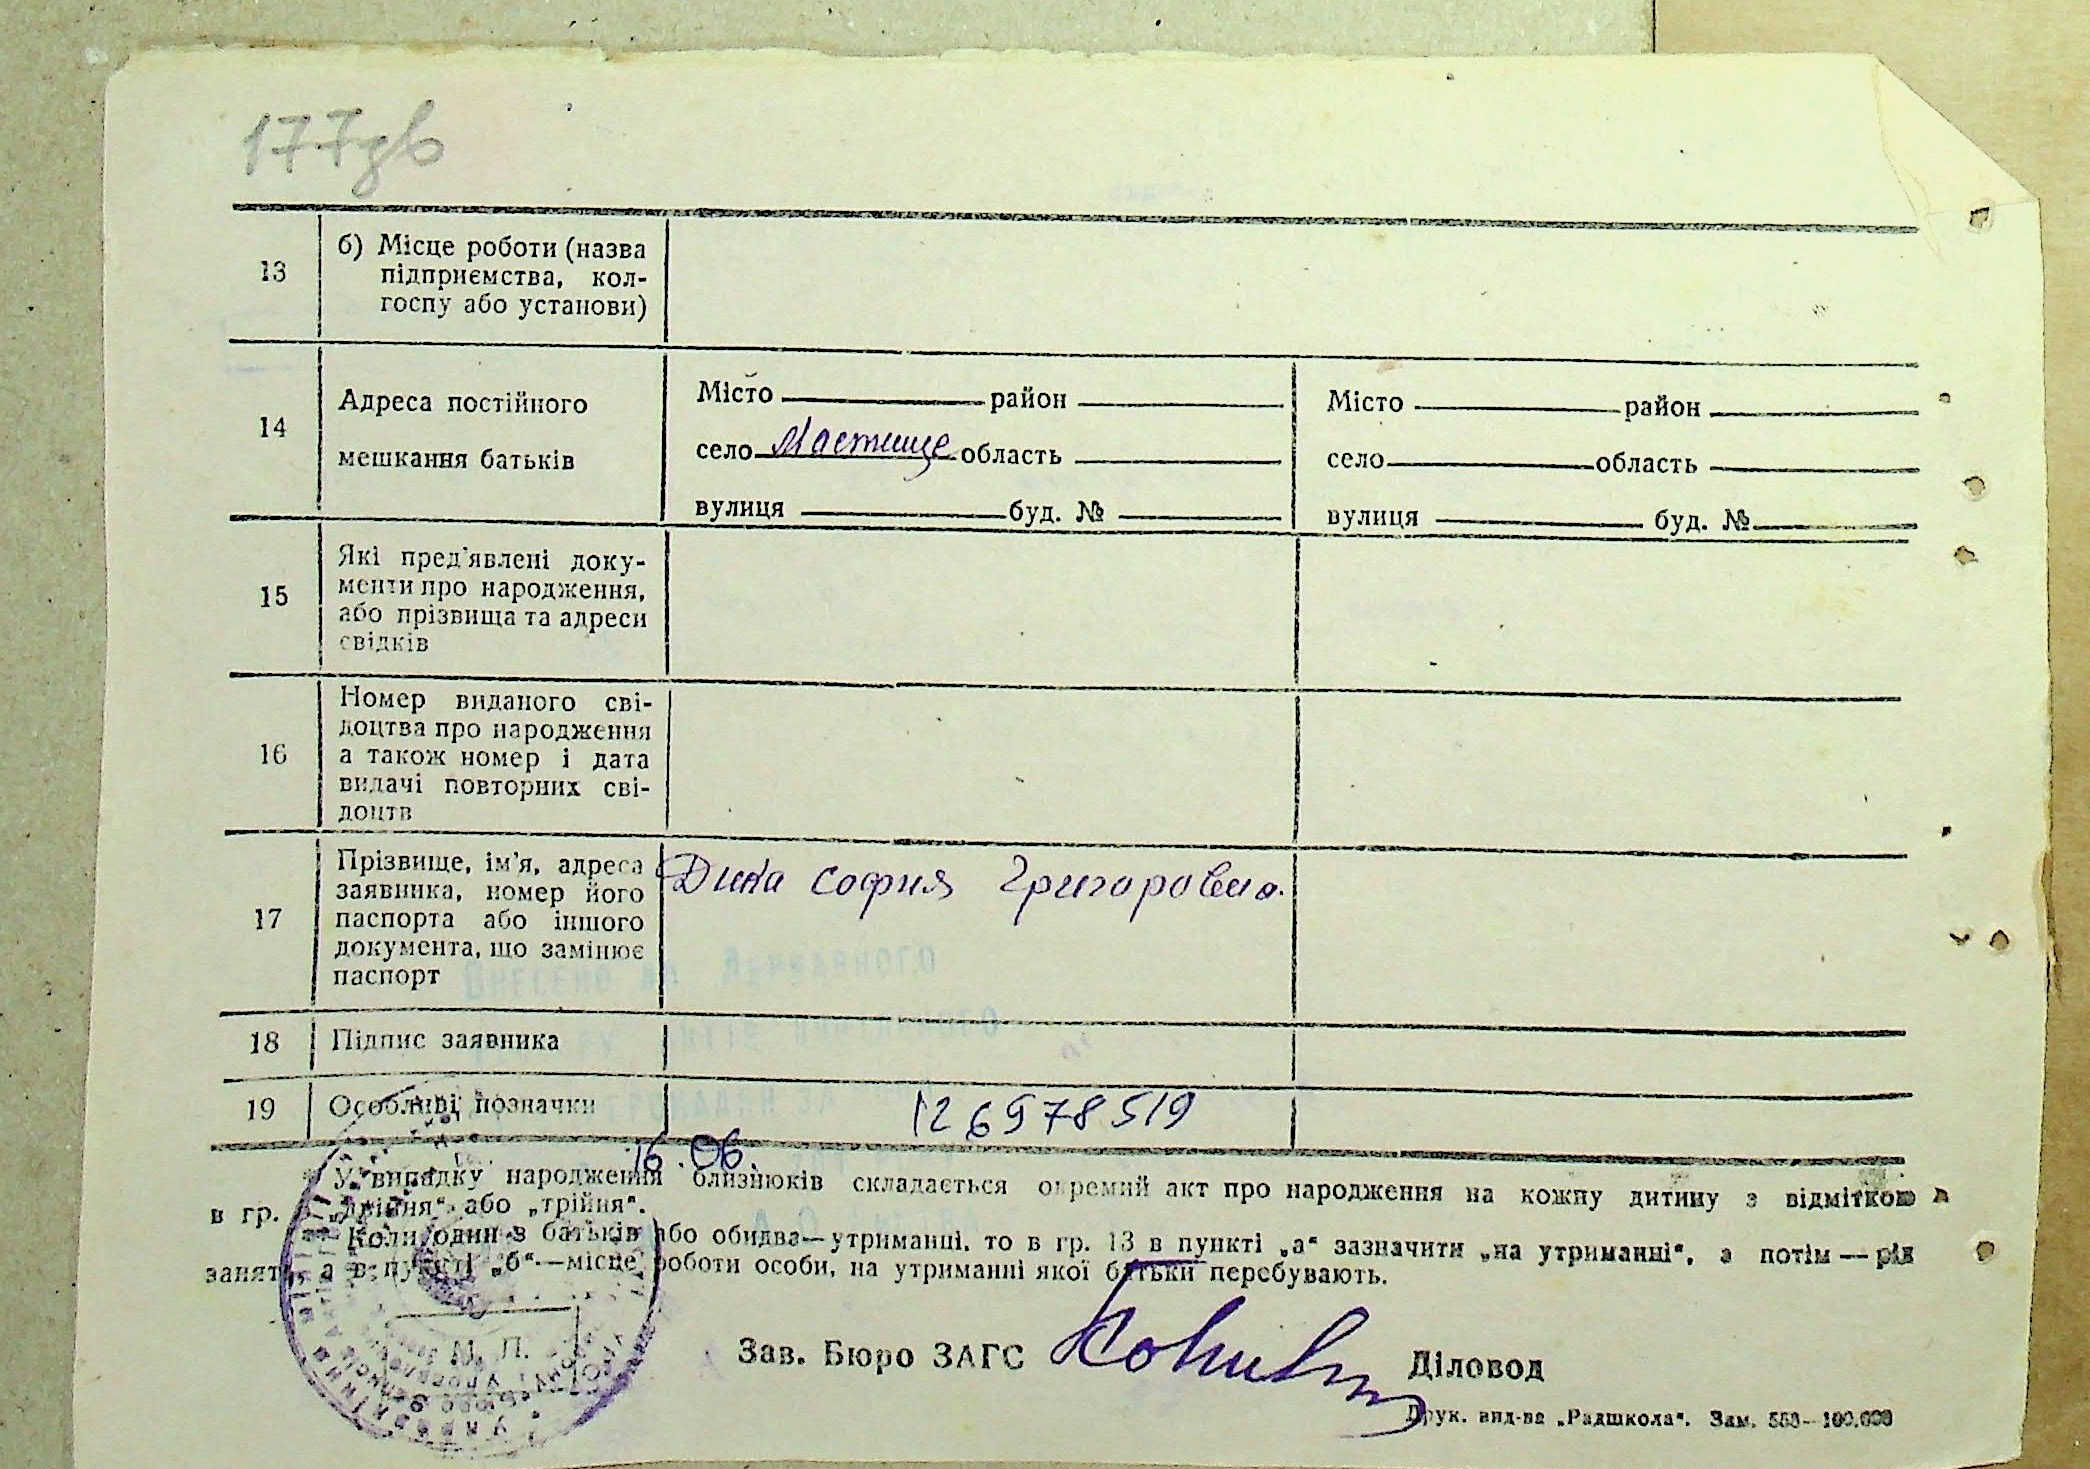 177зв
13 б) Місце роботи (назва
підприємства, кол-
госпу або установи)
14 Адреса постійного
мешкання батьків
Місто район
село Мастище область
вулиця буд. №
Місто район
село область
вулиця буд. №
15 Які пред'явлені доку-
менти про народження,
або прізвища та адреси
свідків
16 Номер виданого сві-
доцтва про народження
а також номер і дата
видачі повторних сві-
доцтв
17 Прізвище, ім'я, адреса
заявника, номер його
паспорта або іншого
документа, що замінює
паспорт
Дика София Григоровна.
18 Підпис заявника
19 Особливі позначки
126978519
16.06.
У випадку народження близнюків складається окремий акт про народження на кожну дитину з відміткою
в гр. „двійня“ або „трійня“.
Коли один з батьків або обидва—утриманці, то в гр. 13 в пункті „а“ зазначити „на утриманні“, а потім — рід
занять, а в пункті „б“—місце роботи особи, на утриманні якої батьки перебувають.
М. П.
Зав. Бюро ЗАГС
Діловод
Друк. вид-ва „Радшкола“. Зам. 568—100.000